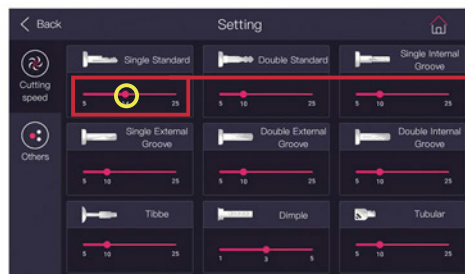 Back
Setting
Cutting
speed
Others
Single Standard
5 25
Double Standard
5 10 25
Single Internal
Groove
5 10 25
Single External
Groove
5 10 25
Double External
Groove
5 10 25
Double Internal
Groove
5 10 25
Tibbe
5 10 25
Dimple
1 3 5
Tubular
5 10 25